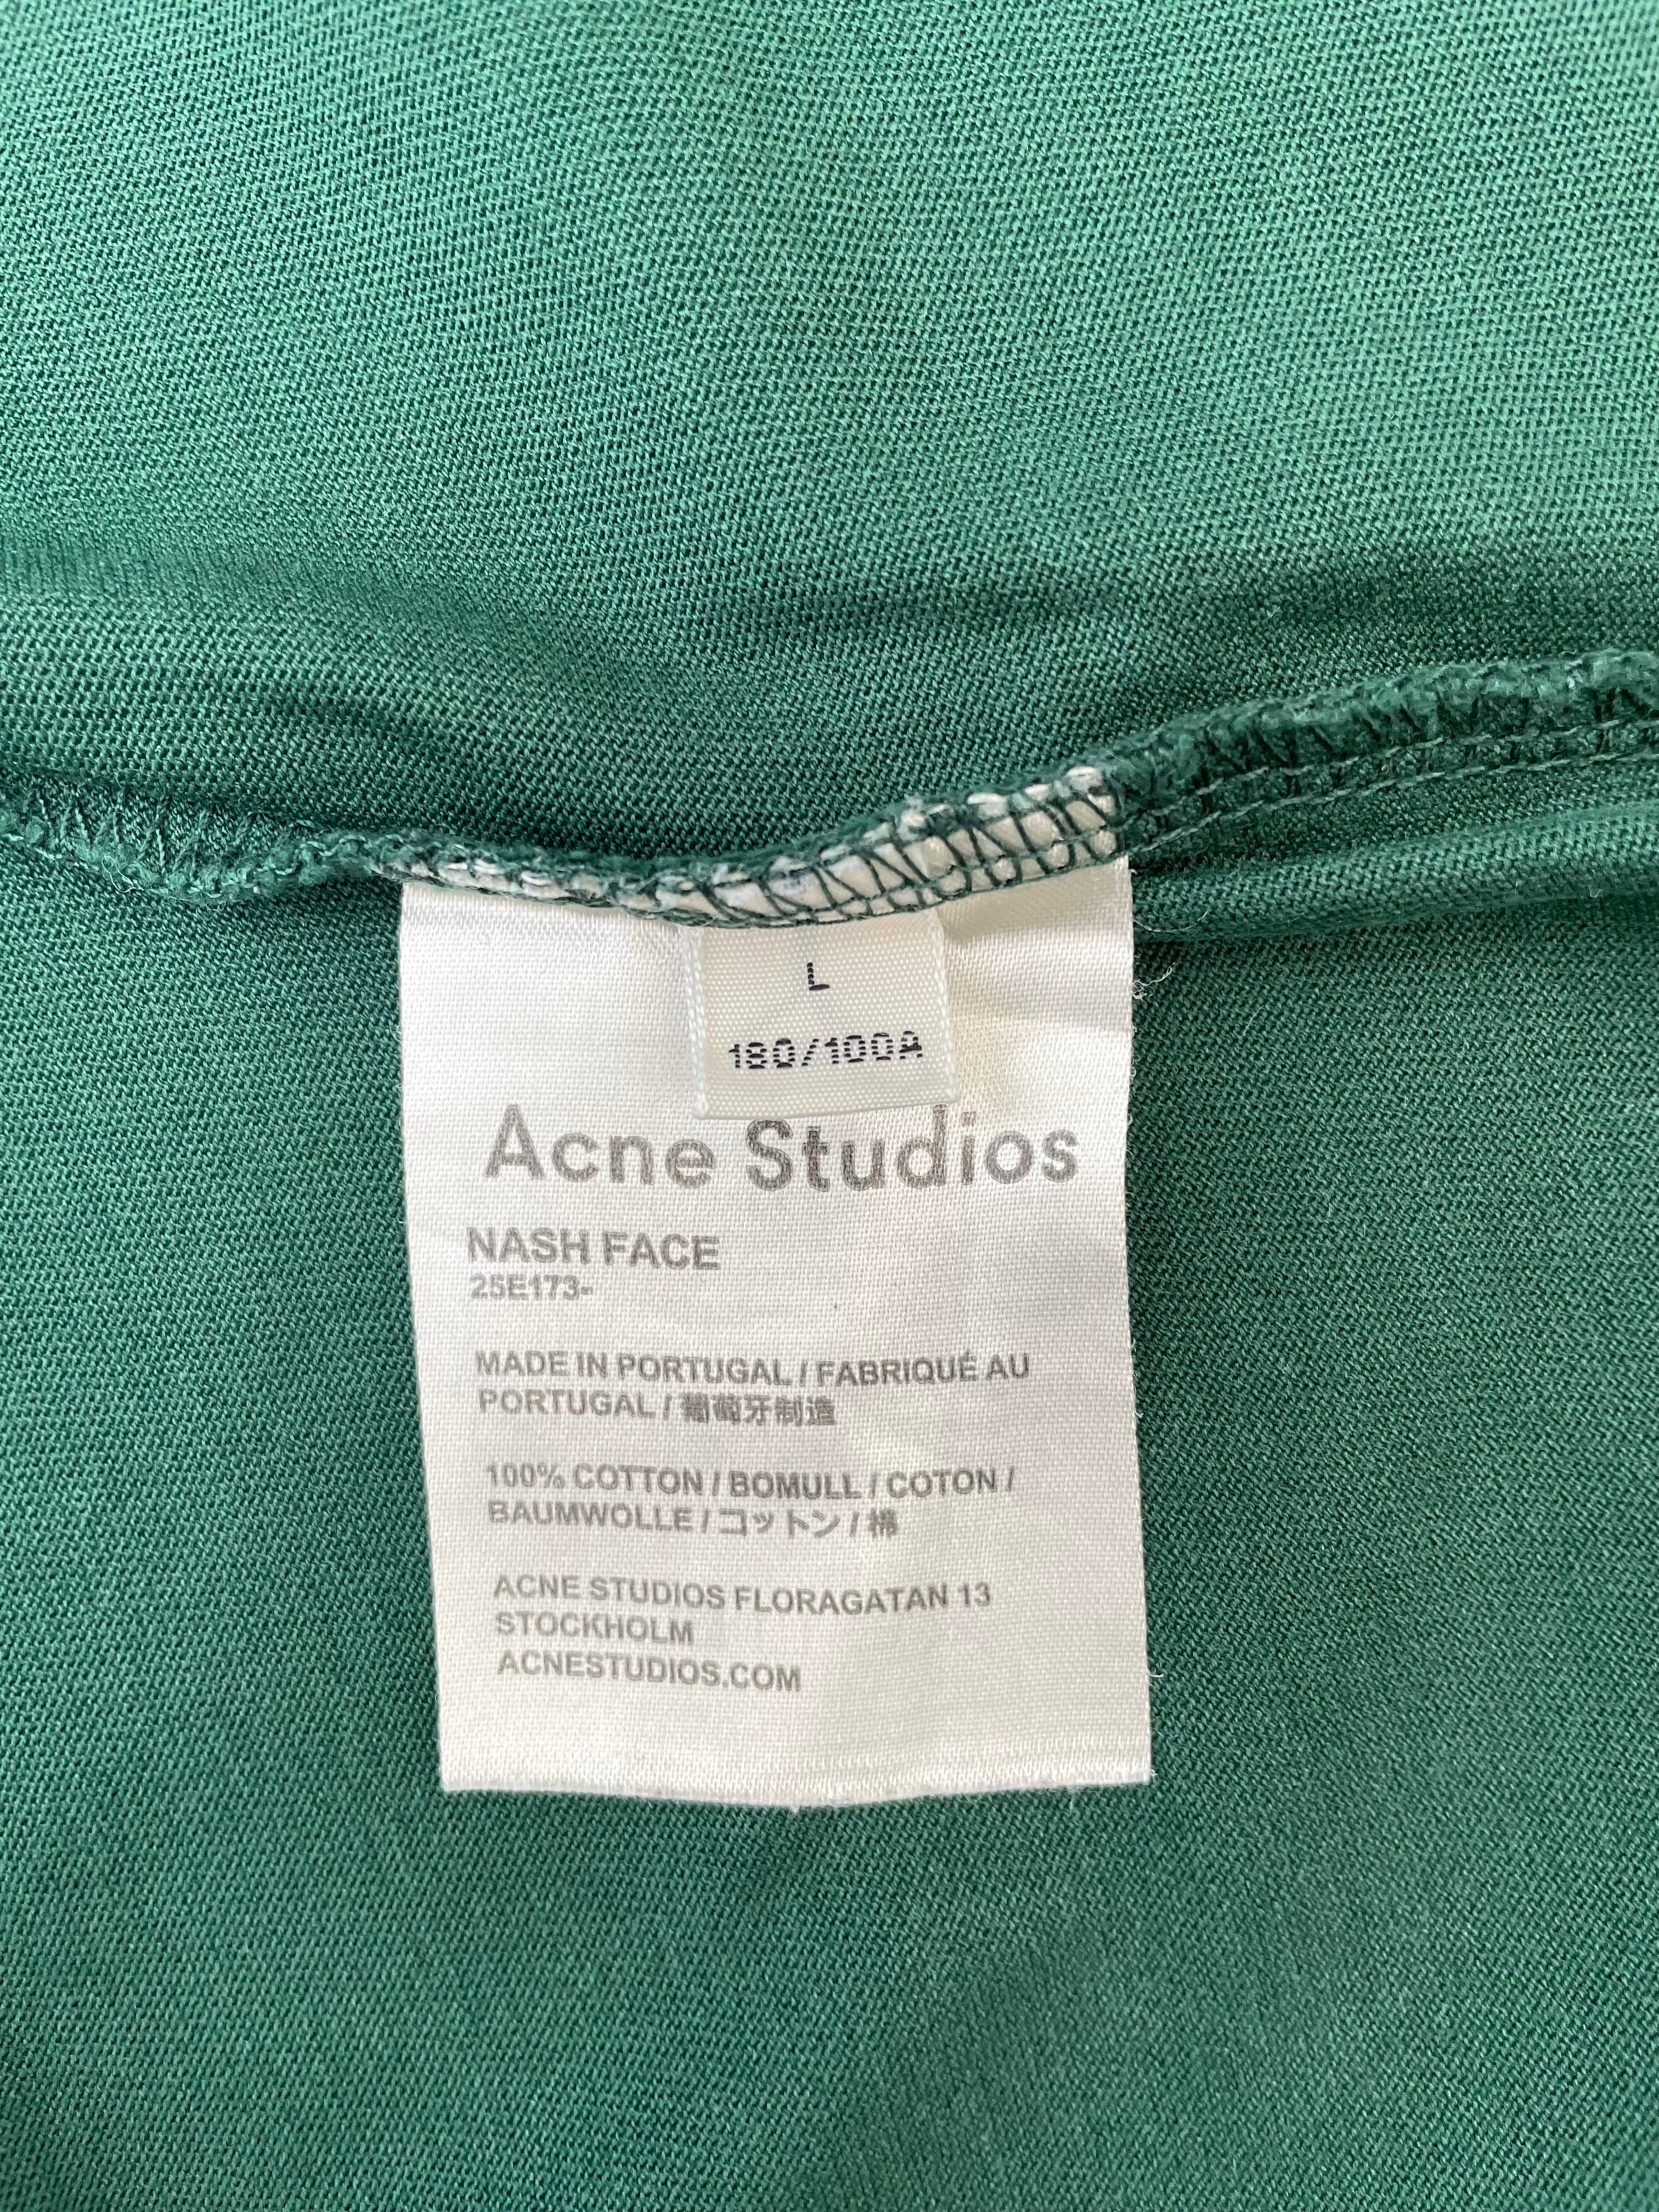 L
180/100A
Acne Studios
NASH FACE
25E173-
MADE IN PORTUGAL / FABRIQUÉ AU
PORTUGAL / 葡萄牙制造
100% COTTON / BOMULL / COTON /
BAUMWOLLE / コットン / 棉
ACNE STUDIOS FLORAGATAN 13
STOCKHOLM
ACNESTUDIOS.COM